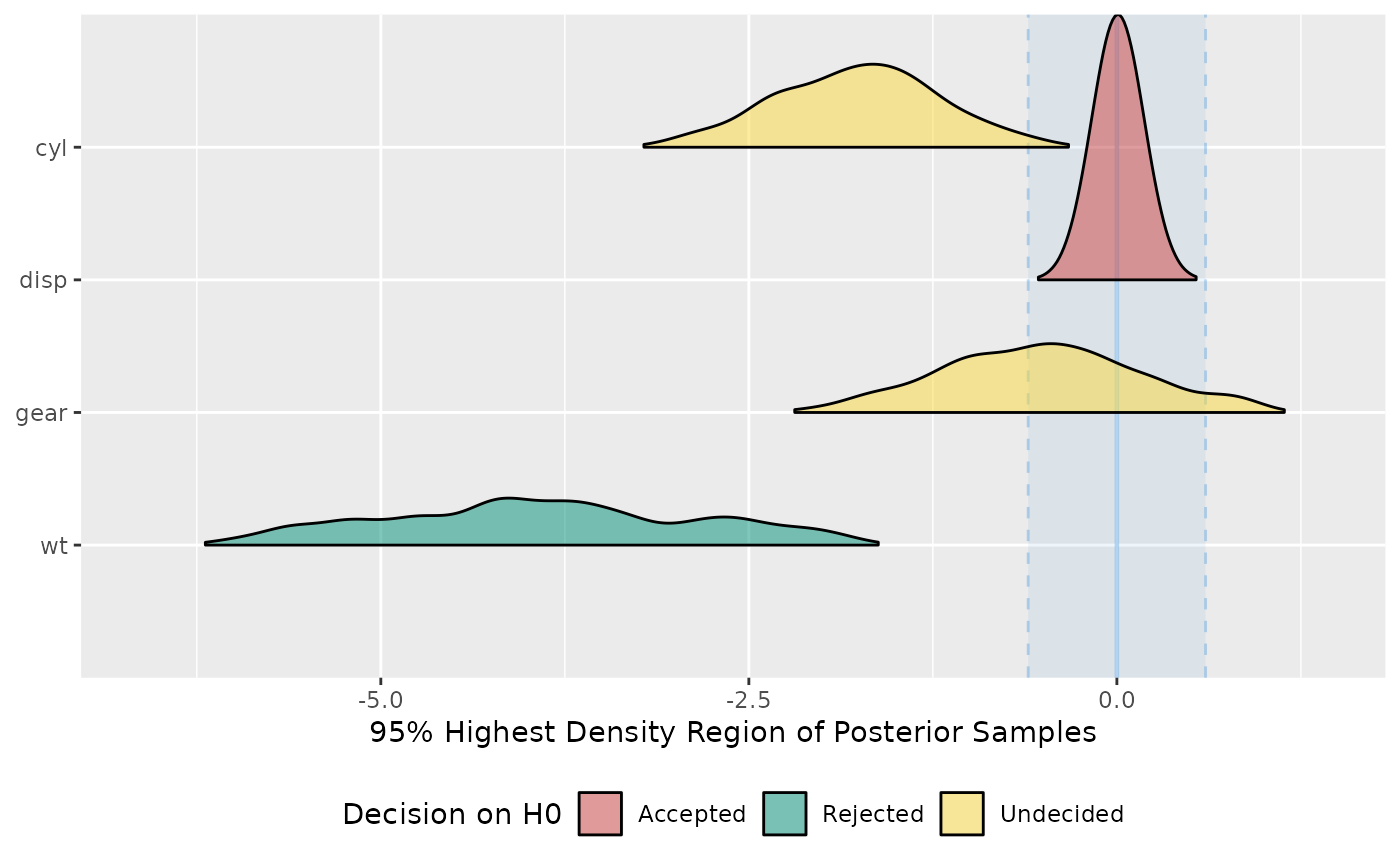 cyl
disp
gear
wt
-5.0 -2.5 0.0
95% Highest Density Region of Posterior Samples
Decision on H0 Accepted Rejected Undecided